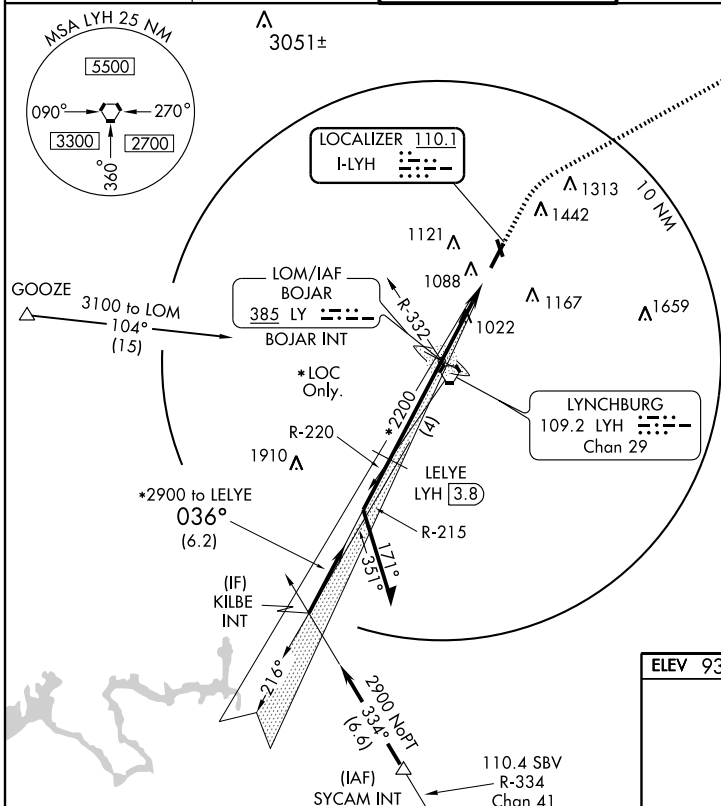 MSA LYH 25 NM
5500
090°
270°
3300
2700
360°
3051±
LOCALIZER 110.1
I-LYH
1313
1442
10 NM
1121
1088
GOOZE
3100 to LOM
104°
(15)
LOM/IAF
BOJAR
385 LY
BOJAR INT
R-332
1022
1167
1659
*LOC
Only.
*2200
(4)
LYNCHBURG
109.2 LYH
Chan 29
R-220
1910
LELYE
LYH 3.8
*2900 to LELYE
036°
(6.2)
R-215
171°
351°
(IF)
KILBE
INT
216°
2900 NoPT
334°
(6.6)
(IAF)
SYCAM INT
110.4 SBV
R-334
Chan 41
ELEV 93